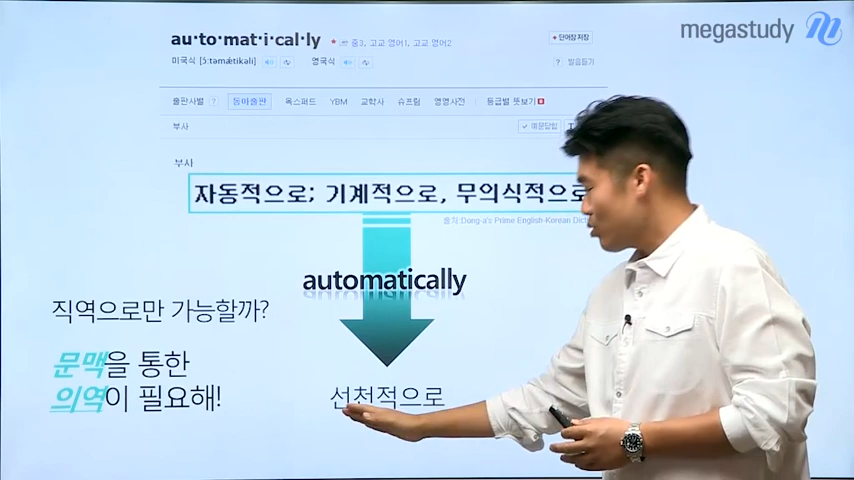 megastudy
au·to·mat·i·cal·ly
* 중3, 고교 영어1, 고교 영어2
+ 단어장 저장
미국식 [ɔ̀ːtəmǽtikəli] 영국식
? 발음듣기
출판사별 ? 동아출판 옥스퍼드 YBM 교학사 슈프림 영영사전 등급별 뜻보기
부사
✓ 예문닫힘
부사
자동적으로; 기계적으로, 무의식적으로
출처:Dong-a's Prime English-Korean Dict
automatically
직역으로만 가능할까?
문맥을 통한
의역이 필요해!
선천적으로